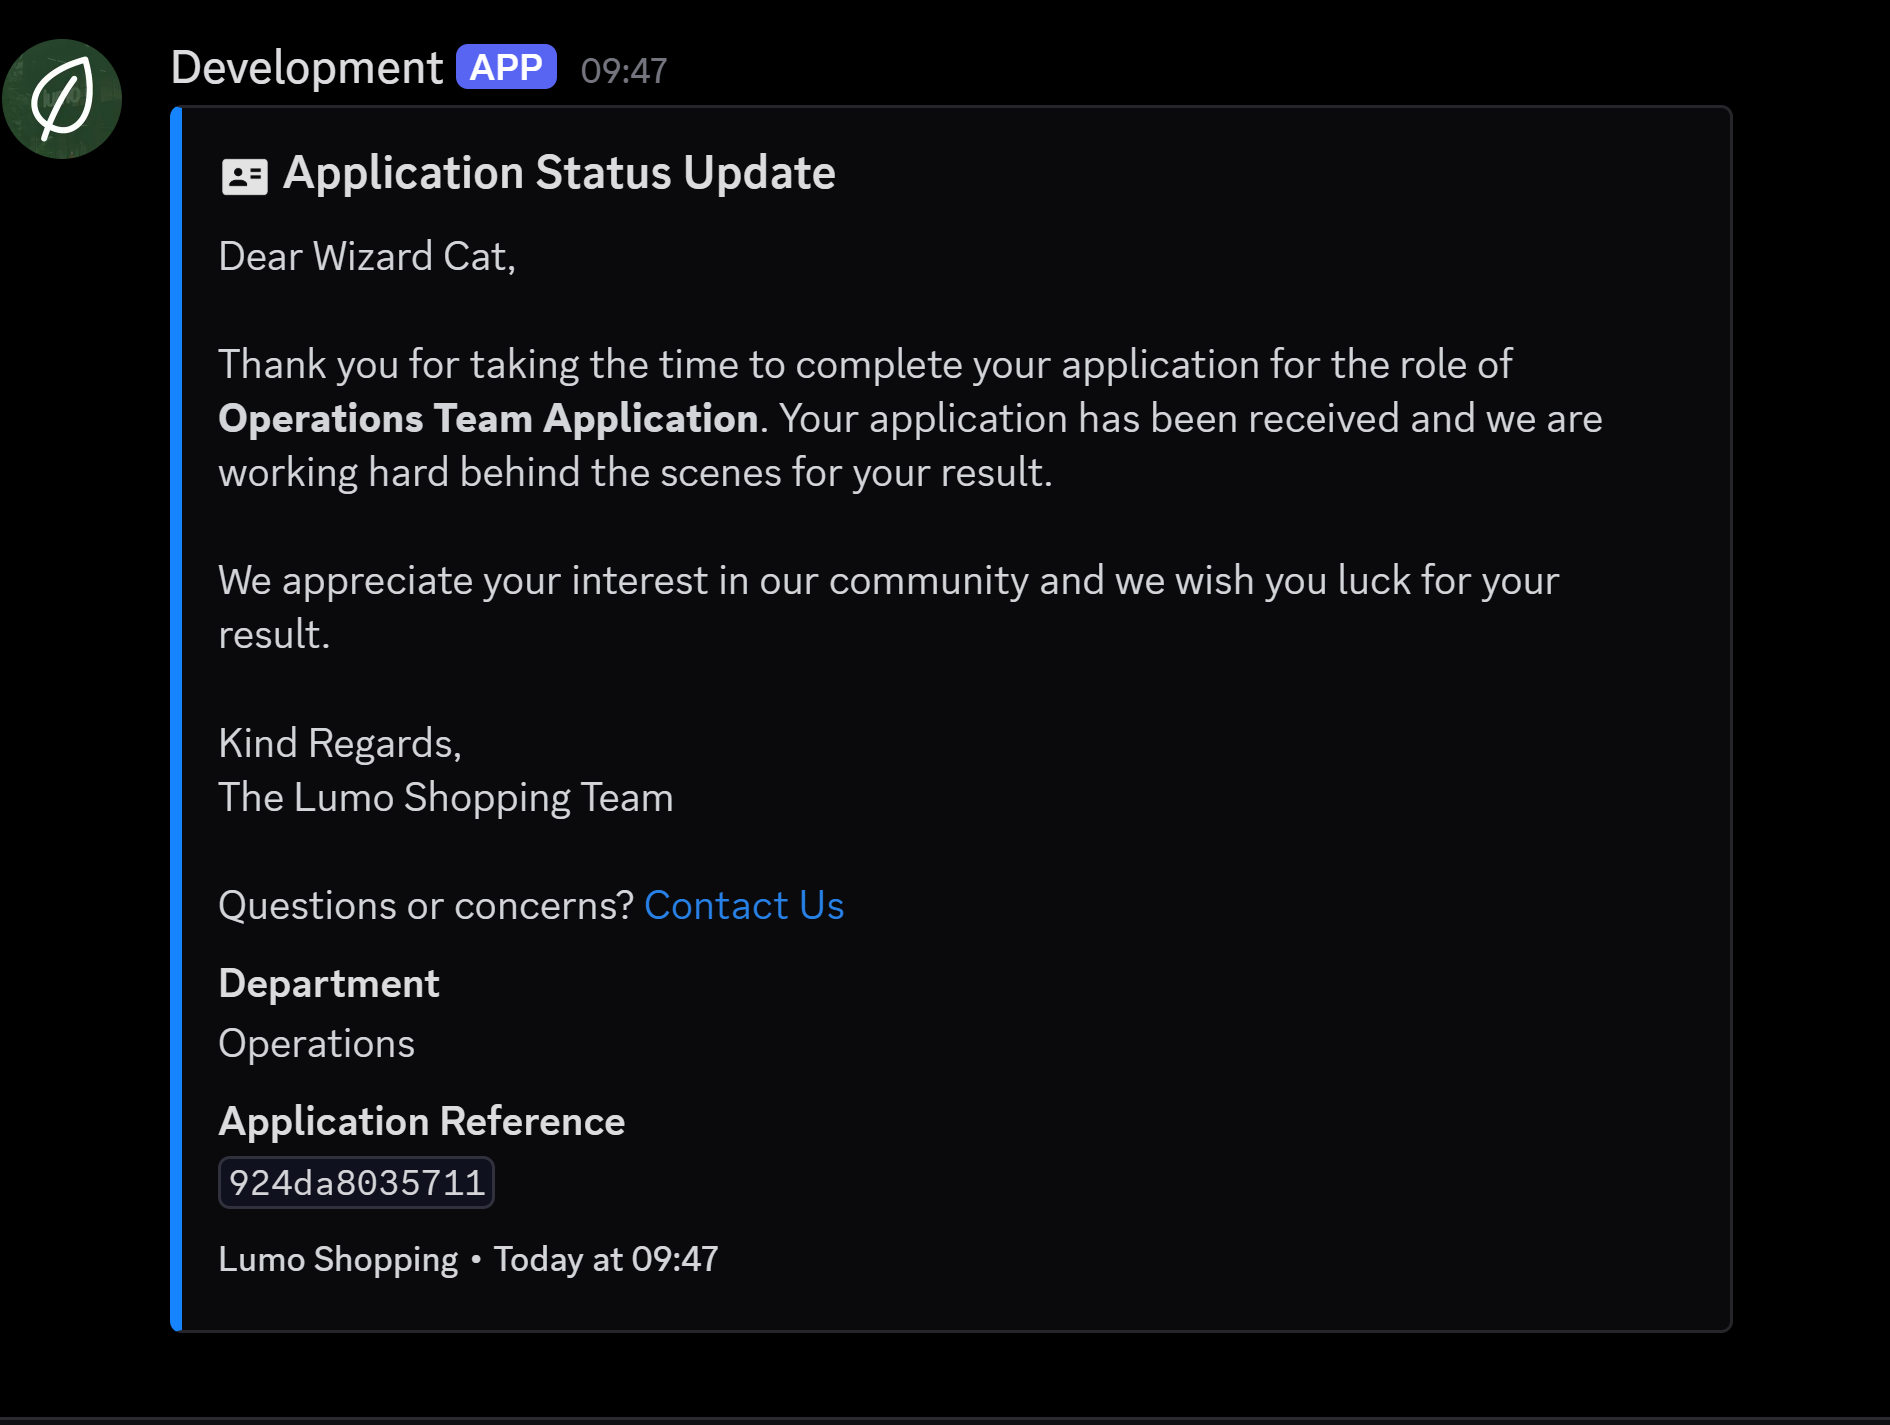 Development APP 09:47
Application Status Update
Dear Wizard Cat,
Thank you for taking the time to complete your application for the role of
Operations Team Application. Your application has been received and we are
working hard behind the scenes for your result.
We appreciate your interest in our community and we wish you luck for your
result.
Kind Regards,
The Lumo Shopping Team
Questions or concerns? Contact Us
Department
Operations
Application Reference
924da8035711
Lumo Shopping • Today at 09:47